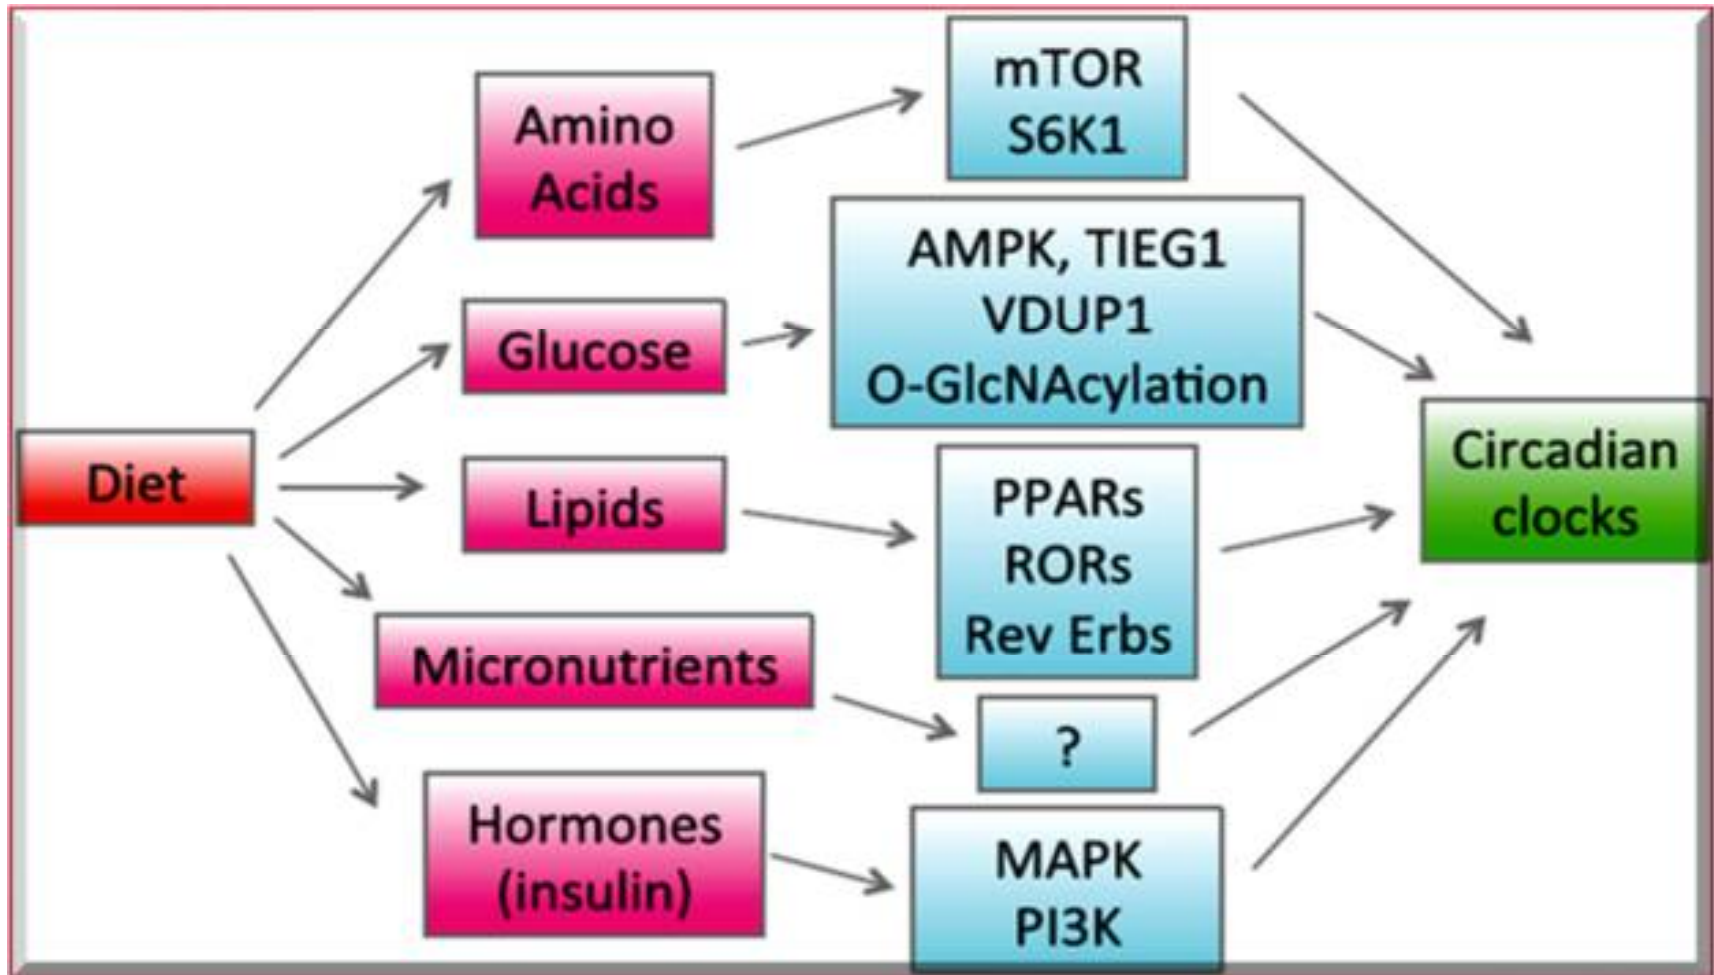 Diet
Amino
Acids
Glucose
Lipids
Micronutrients
Hormones
(insulin)
mTOR
S6K1
AMPK, TIEG1
VDUP1
O-GlcNAcylation
PPARs
RORs
Rev Erbs
?
MAPK
PI3K
Circadian
clocks